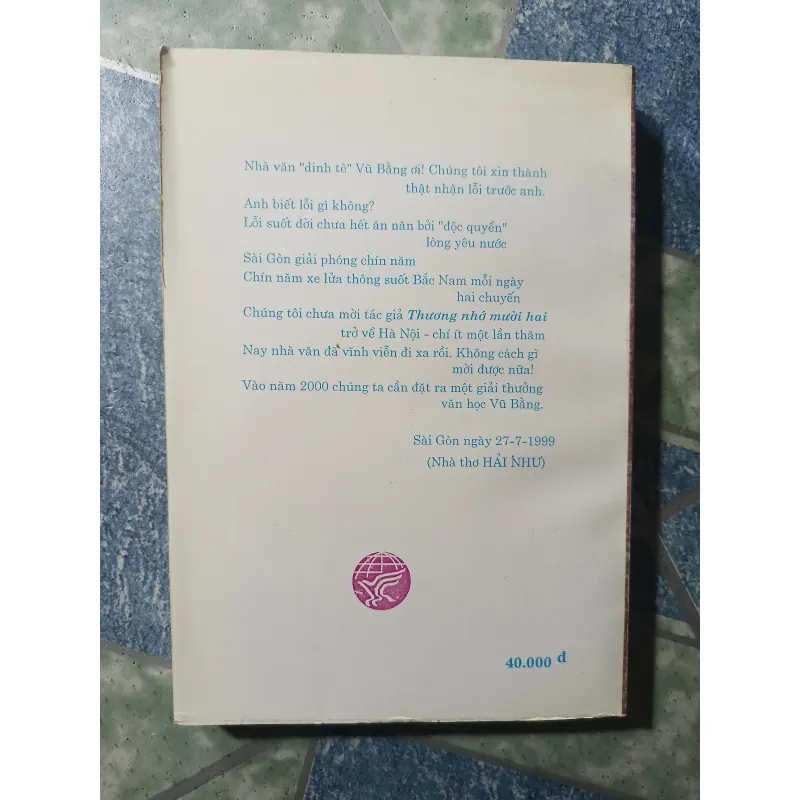 Nhà văn "dinh tê" Vũ Bằng ơi! Chúng tôi xin thành
thật nhận lỗi trước anh.
Anh biết lỗi gì không?
Lỗi suốt đời chưa hết ăn năn bởi "độc quyền"
lòng yêu nước
Sài Gòn giải phóng chín năm
Chín năm xe lửa thông suốt Bắc Nam mỗi ngày
hai chuyến
Chúng tôi chưa mời tác giả Thương nhớ mười hai
trở về Hà Nội - chí ít một lần thăm
Nay nhà văn đã vĩnh viễn đi xa rồi. Không cách gì
mời được nữa!
Vào năm 2000 chúng ta cần đặt ra một giải thưởng
văn học Vũ Bằng.
Sài Gòn ngày 27-7-1999
(Nhà thơ HẢI NHƯ)
40.000 đ